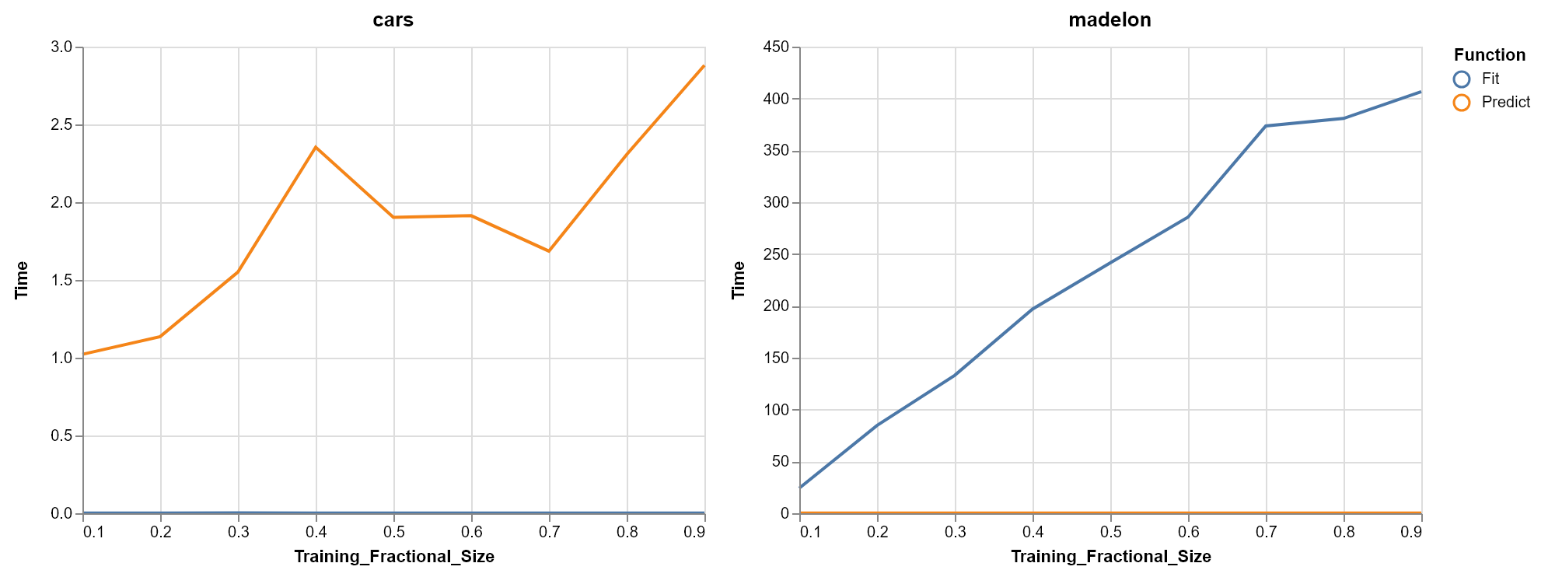 cars
3.0
2.5
2.0
1.5
1.0
0.5
0.0
Time
0.1 0.2 0.3 0.4 0.5 0.6 0.7 0.8 0.9
Training_Fractional_Size
madelon
450
400
350
300
250
200
150
100
50
0
Time
0.1 0.2 0.3 0.4 0.5 0.6 0.7 0.8 0.9
Training_Fractional_Size
Function
Fit
Predict